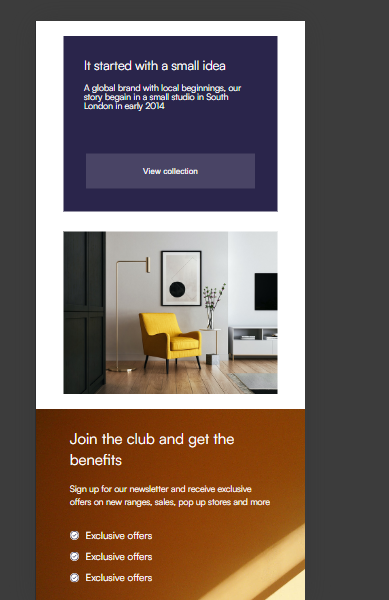 It started with a small idea
A global brand with local beginnings, our
story begain in a small studio in South
London in early 2014
View collection
Join the club and get the
benefits
Sign up for our newsletter and receive exclusive
offers on new ranges, sales, pop up stores and more
Exclusive offers
Exclusive offers
Exclusive offers